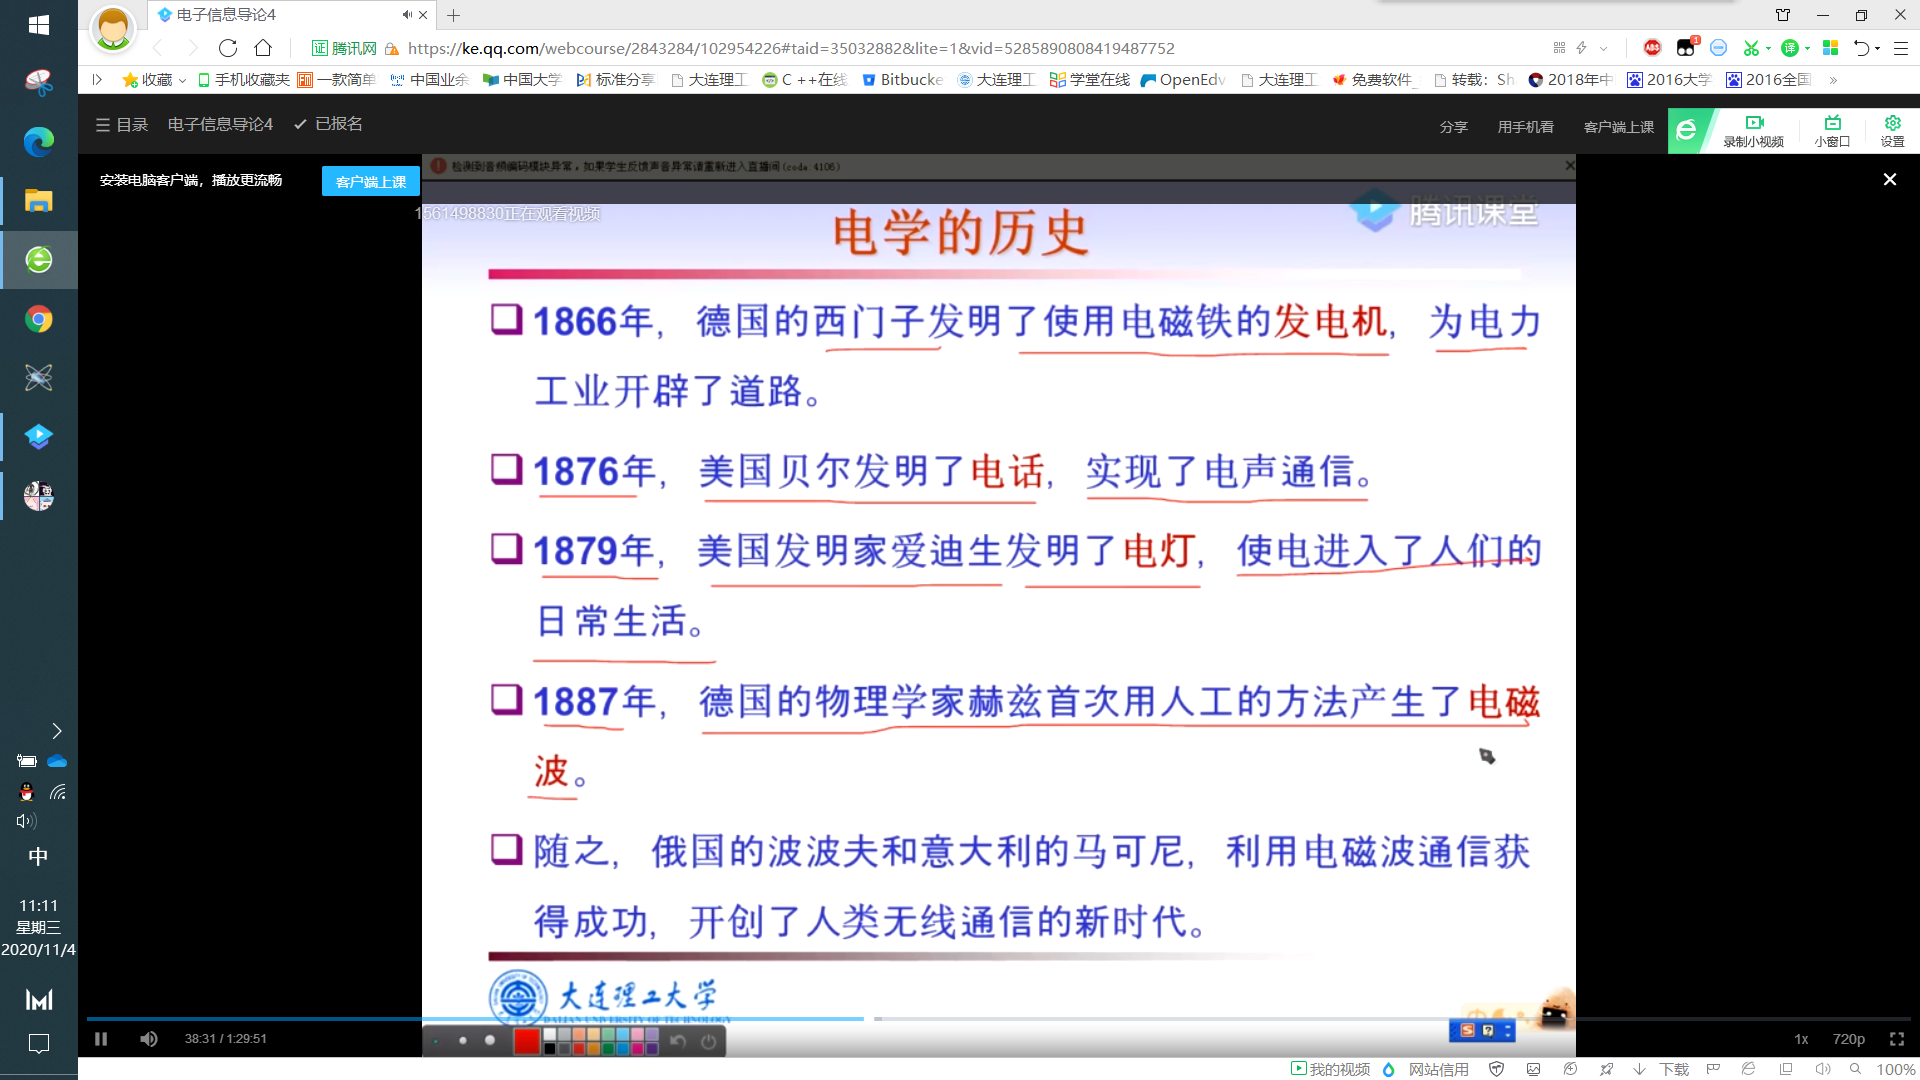 电子信息导论4
证 腾讯网 https://ke.qq.com/webcourse/2843284/102954226#taid=35032882&lite=1&vid=5285890808419487752
ABS 1 译
收藏 手机收藏夹 一款简单 中国业余 中国大学 标准分享 大连理工 C ++在线 Bitbucke 大连理工 学堂在线 OpenEdv 大连理工 免费软件 转载：Sh 2018年中 2016大学 2016全国 »
目录 电子信息导论4 已报名 分享 用手机看 客户端上课 录制小视频 小窗口 设置
检测到音频编码模块异常，如果学生反馈声音异常请重新进入直播间(code 4106)
安装电脑客户端，播放更流畅 客户端上课
1561498830正在观看视频
腾讯课堂
电学的历史
1866年，德国的西门子发明了使用电磁铁的发电机，为电力
工业开辟了道路。
1876年，美国贝尔发明了电话，实现了电声通信。
1879年，美国发明家爱迪生发明了电灯，使电进入了人们的
日常生活。
1887年，德国的物理学家赫兹首次用人工的方法产生了电磁
波。
随之，俄国的波波夫和意大利的马可尼，利用电磁波通信获
得成功，开创了人类无线通信的新时代。
大连理工大学
DALIAN UNIVERSITY OF TECHNOLOGY
38:31 / 1:29:51
1x 720p
我的视频 网站信用 下载 100%
中
11:11
星期三
2020/11/4